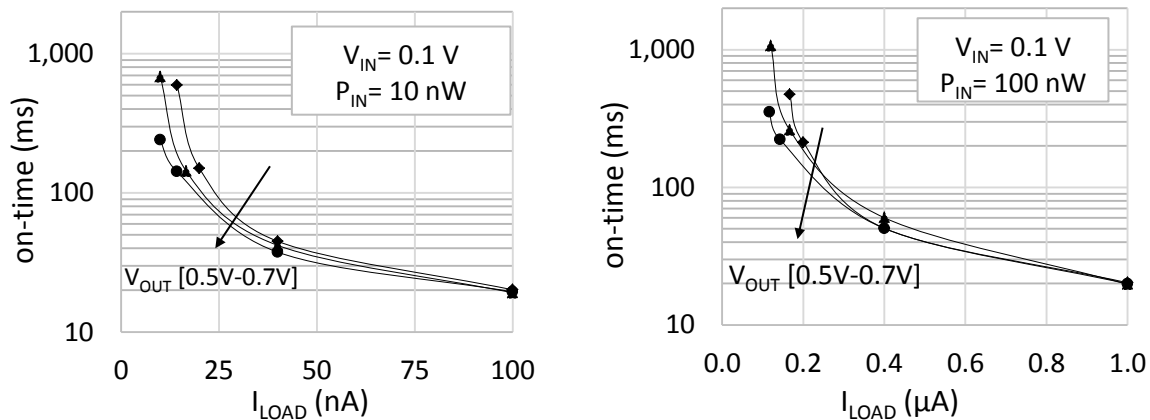 1,000
100
10
on-time (ms)
V_IN= 0.1 V
P_IN= 10 nW
V_OUT [0.5V-0.7V]
0 25 50 75 100
I_LOAD (nA)
1,000
100
10
on-time (ms)
V_IN= 0.1 V
P_IN= 100 nW
V_OUT [0.5V-0.7V]
0.0 0.2 0.4 0.6 0.8 1.0
I_LOAD (µA)